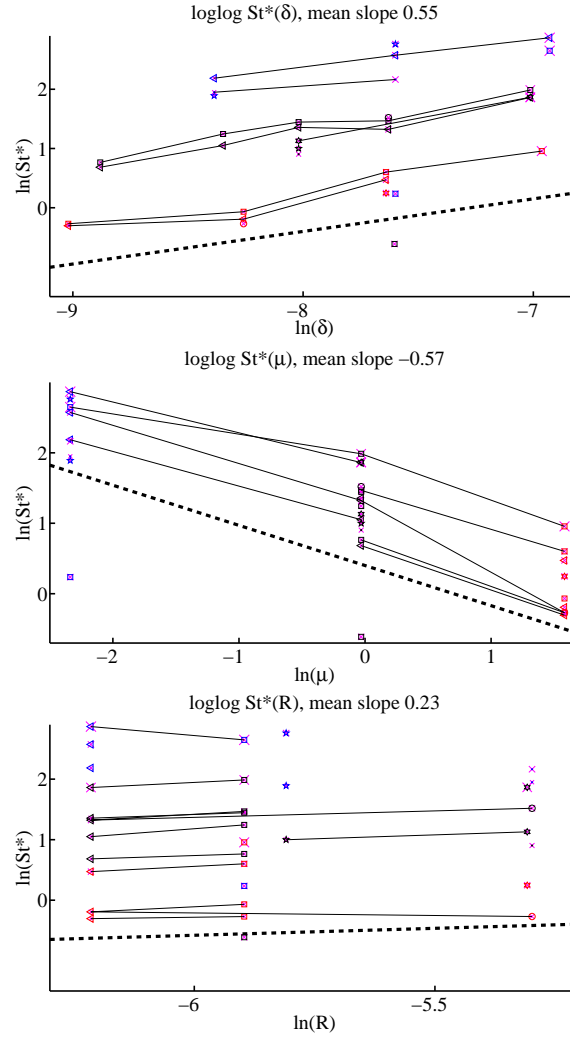 loglog St*(δ), mean slope 0.55
2
1
0
ln(St*)
−9
−8
−7
ln(δ)
loglog St*(μ), mean slope −0.57
2
1
0
ln(St*)
−2
−1
0
1
ln(μ)
loglog St*(R), mean slope 0.23
2
1
0
ln(St*)
−6
−5.5
ln(R)